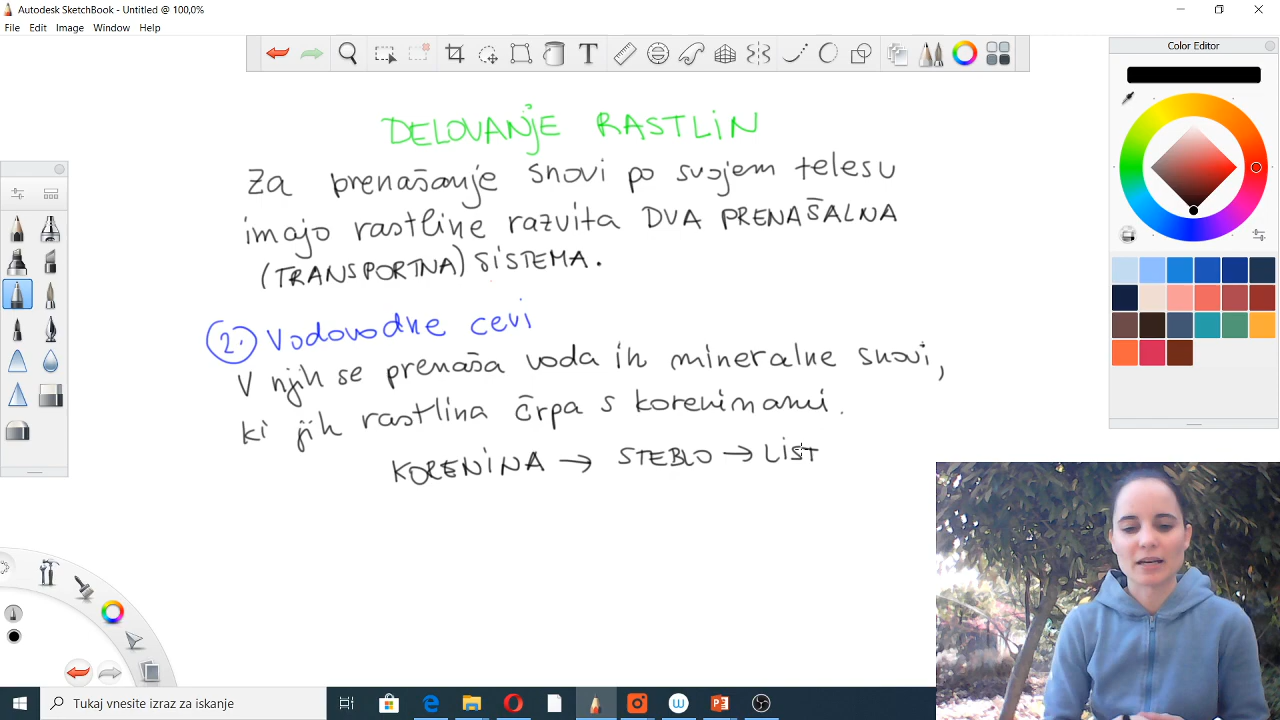 Autodesk SketchBook - Untitled @ 100,0%
File Edit Image Window Help
Color Editor
DELOVANJE RASTLIN
Za prenašanje snovi po svojem telesu
imajo rastline razvita DVA PRENAŠALNA
(TRANSPORTNA) SISTEMA.
2. Vodovodne cevi
V njih se prenaša voda in mineralne snovi,
ki jih rastlina črpa s koreninami.
KORENINA → STEBLO → LIST
Tukaj vnesite izraz za iskanje